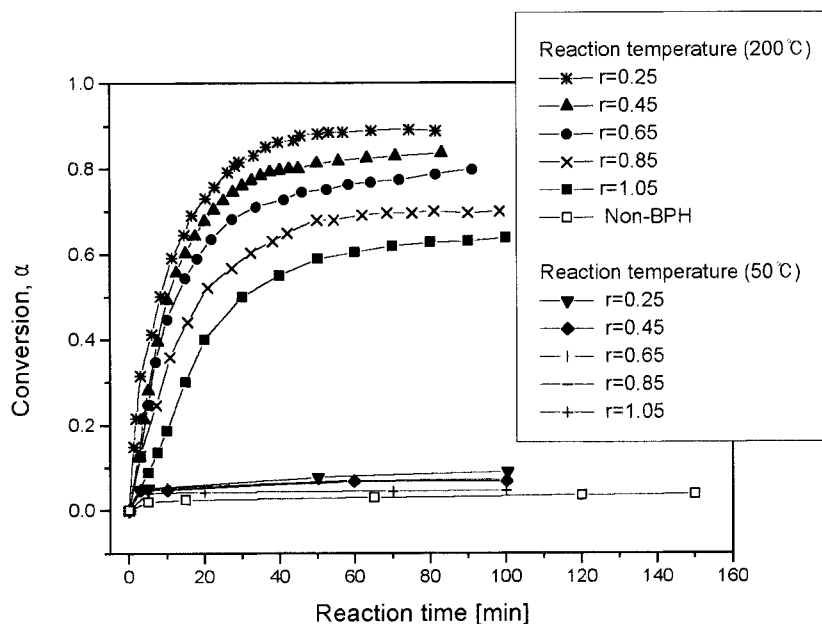 Reaction temperature (200℃)
r=0.25
r=0.45
r=0.65
r=0.85
r=1.05
Non-BPH
Reaction temperature (50℃)
r=0.25
r=0.45
r=0.65
r=0.85
r=1.05
1.0
0.8
0.6
0.4
0.2
0.0
Conversion, α
0 20 40 60 80 100 120 140 160
Reaction time [min]